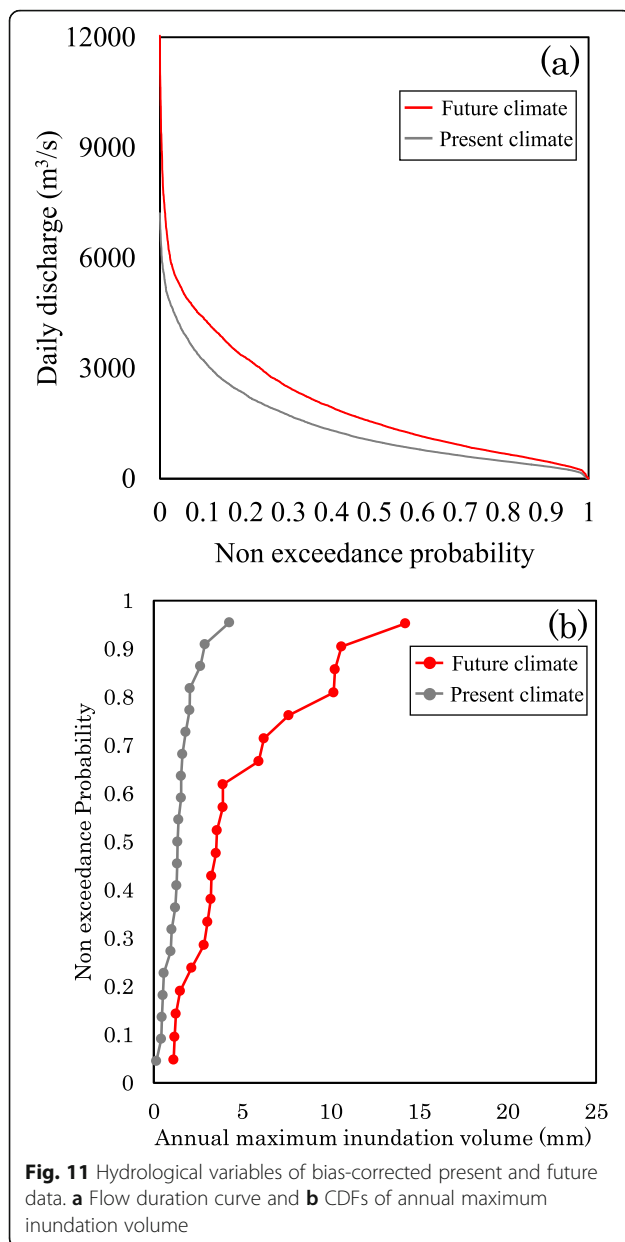 (a)
12000
9000
6000
3000
0
Daily discharge (m³/s)
Future climate
Present climate
0 0.1 0.2 0.3 0.4 0.5 0.6 0.7 0.8 0.9 1
Non exceedance probability
(b)
1
0.9
0.8
0.7
0.6
0.5
0.4
0.3
0.2
0.1
0
Non exceedance Probability
Future climate
Present climate
0 5 10 15 20 25
Annual maximum inundation volume (mm)
Fig. 11 Hydrological variables of bias-corrected present and future
data. a Flow duration curve and b CDFs of annual maximum
inundation volume